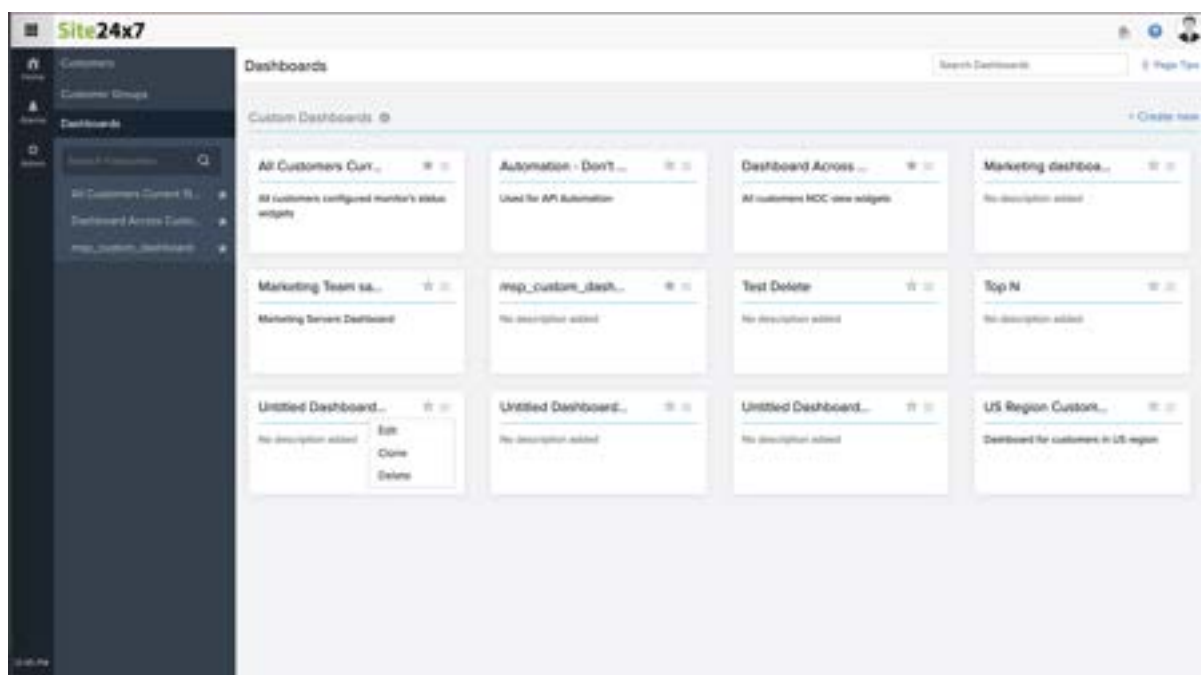 Site24x7
Home
Customers
Dashboards
Search Dashboards
Page Tips
Alarms
Customer Groups
Custom Dashboards
+ Create new
Dashboards
Admin
Search Favourites
All Customers Curr...
Automation - Don't ...
Dashboard Across ...
Marketing dashboa...
All Customers Current St...
All customers configured monitor's status
widgets
Used for API Automation
All customers NOC view widgets
No description added
Dashboard Across Custo...
msp_custom_dashboard
Marketing Team sa...
msp_custom_dash...
Test Delete
Top N
Marketing Servers Dashboard
No description added
No description added
No description added
Untitled Dashboard...
Untitled Dashboard...
Untitled Dashboard...
US Region Custom...
No description added
Edit
No description added
No description added
Dashboard for customers in US region
Clone
Delete